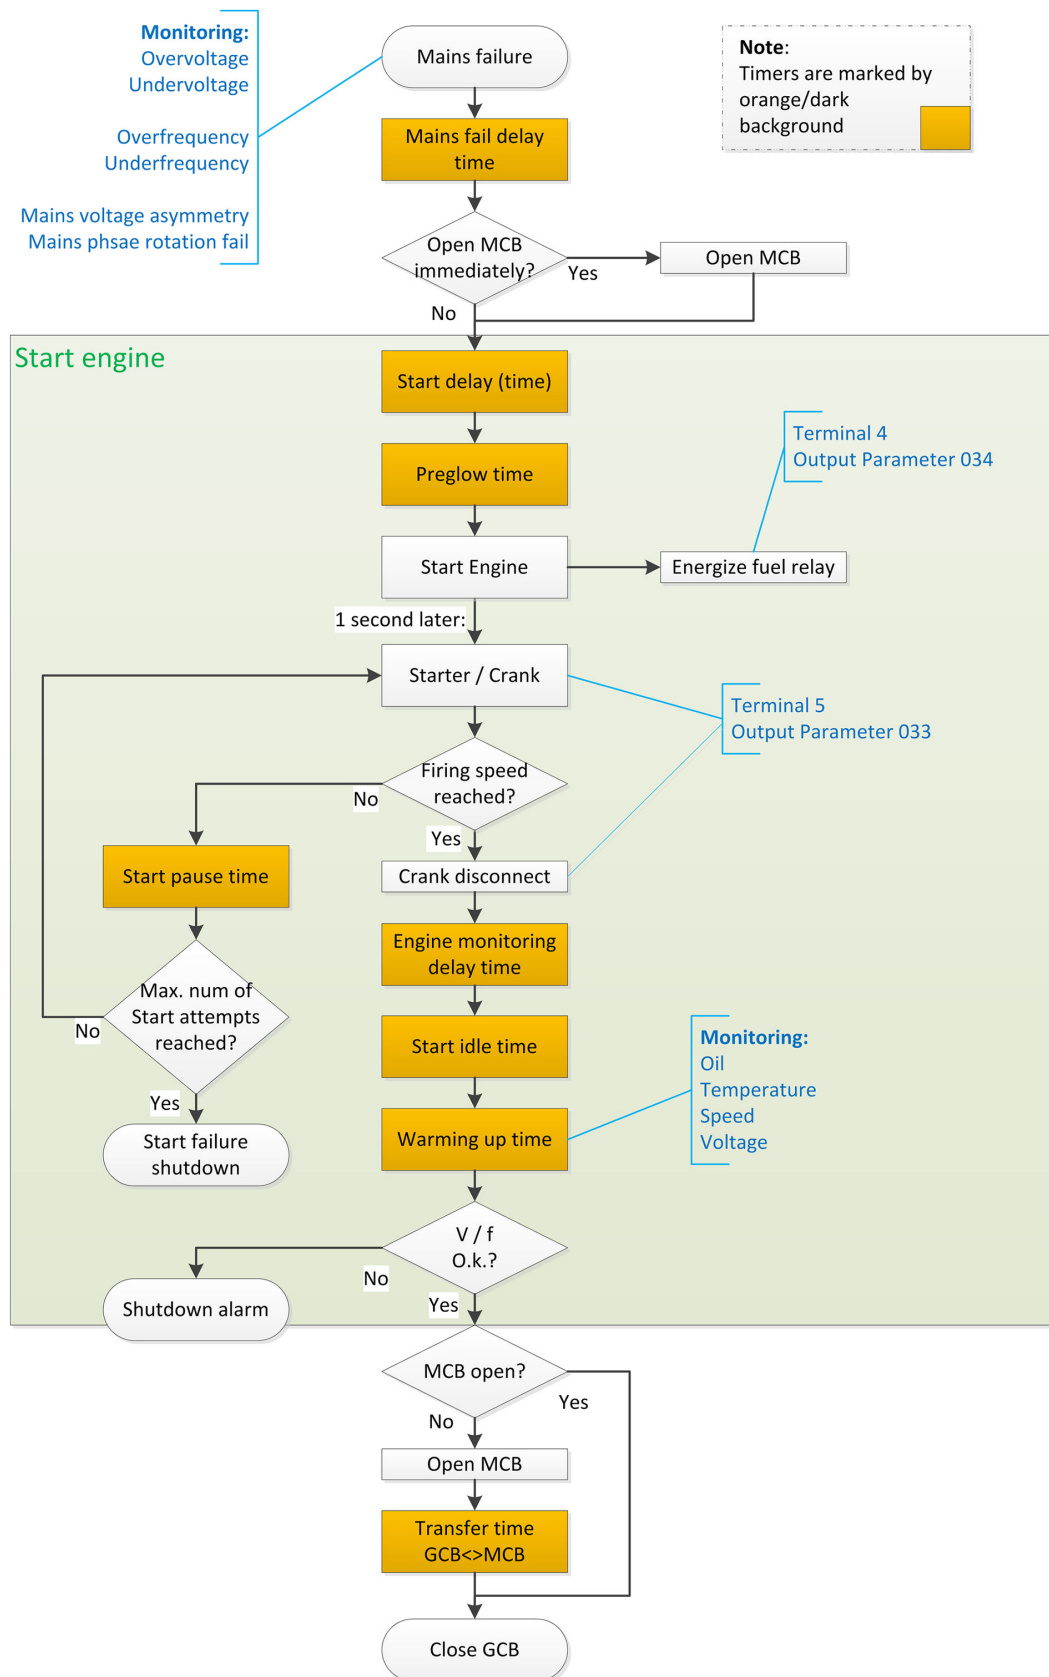 Monitoring:
Overvoltage
Undervoltage
Overfrequency
Underfrequency
Mains voltage asymmetry
Mains phsae rotation fail
Mains failure
Note:
Timers are marked by
orange/dark
background
Mains fail delay
time
Open MCB
immediately?
Yes
Open MCB
No
Start engine
Start delay (time)
Preglow time
Terminal 4
Output Parameter 034
Start Engine
Energize fuel relay
1 second later:
Starter / Crank
Terminal 5
Output Parameter 033
Firing speed
reached?
No
Yes
Start pause time
Crank disconnect
Engine monitoring
delay time
Max. num of
Start attempts
reached?
No
Yes
Start failure
shutdown
Start idle time
Monitoring:
Oil
Temperature
Speed
Voltage
Warming up time
V / f
O.k.?
No
Yes
Shutdown alarm
MCB open?
Yes
No
Open MCB
Transfer time
GCB<>MCB
Close GCB